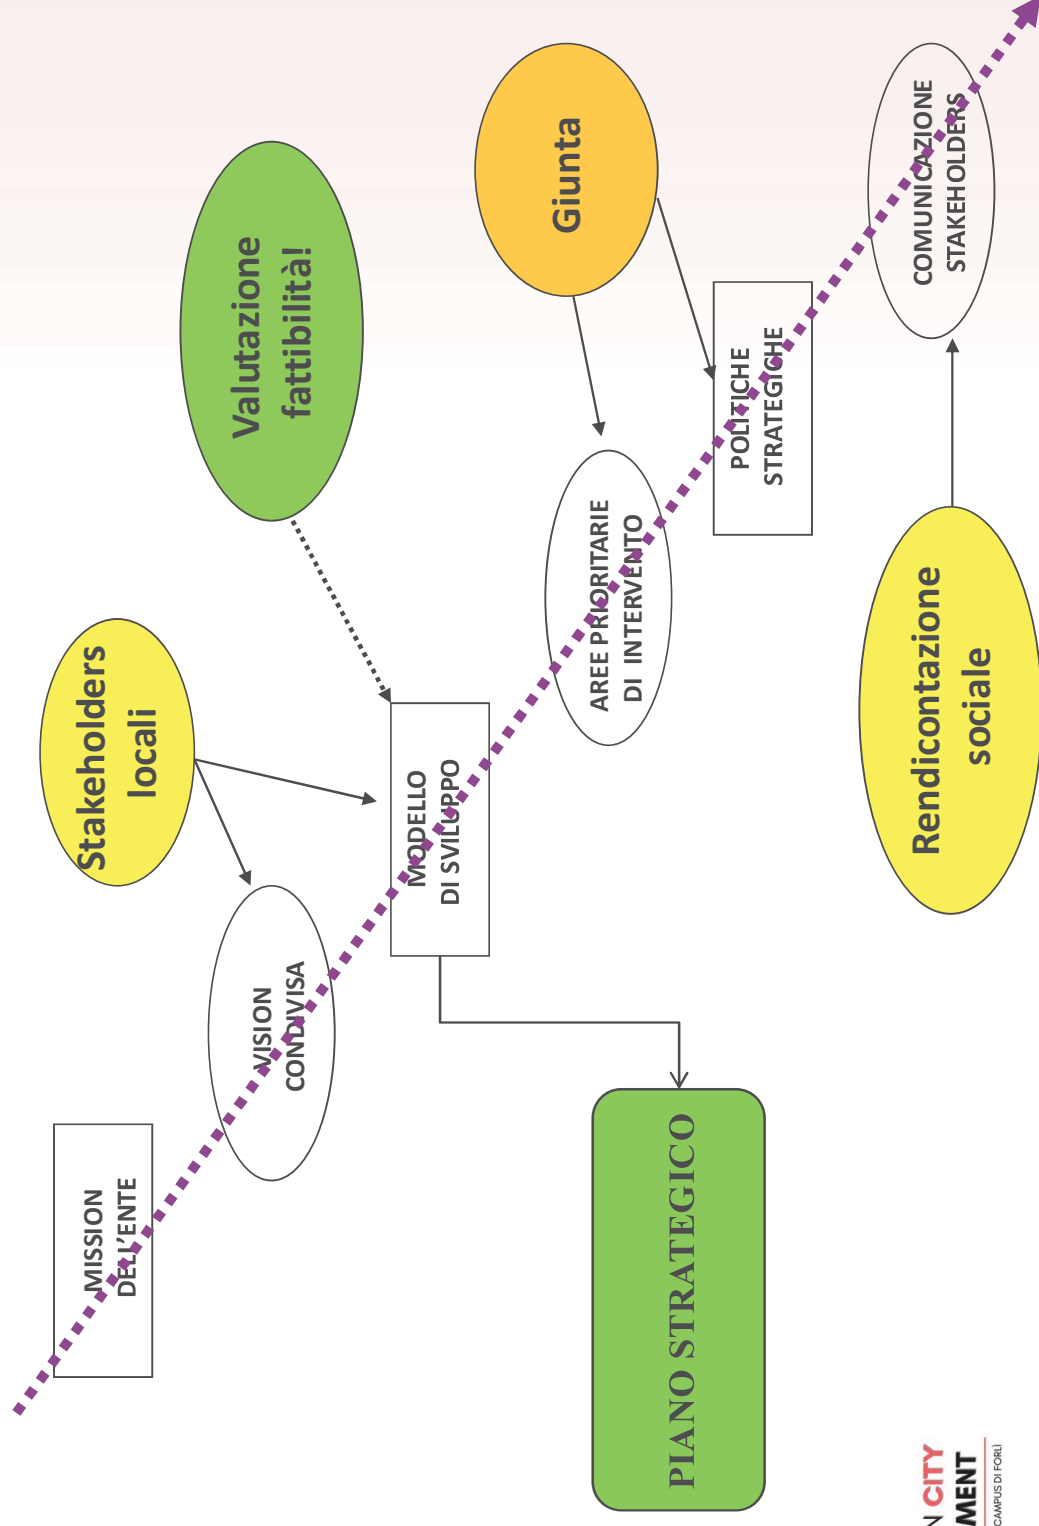 MISSION
DELL'ENTE
VISION
CONDIVISA
Stakeholders
locali
MODELLO
DI SVILUPPO
Valutazione
fattibilità!
AREE PRIORITARIE
DI INTERVENTO
Giunta
POLITICHE
STRATEGICHE
COMUNICAZIONE
STAKEHOLDERS
Rendicontazione
sociale
PIANO STRATEGICO
N CITY
MENT
CAMPUS DI FORLÌ